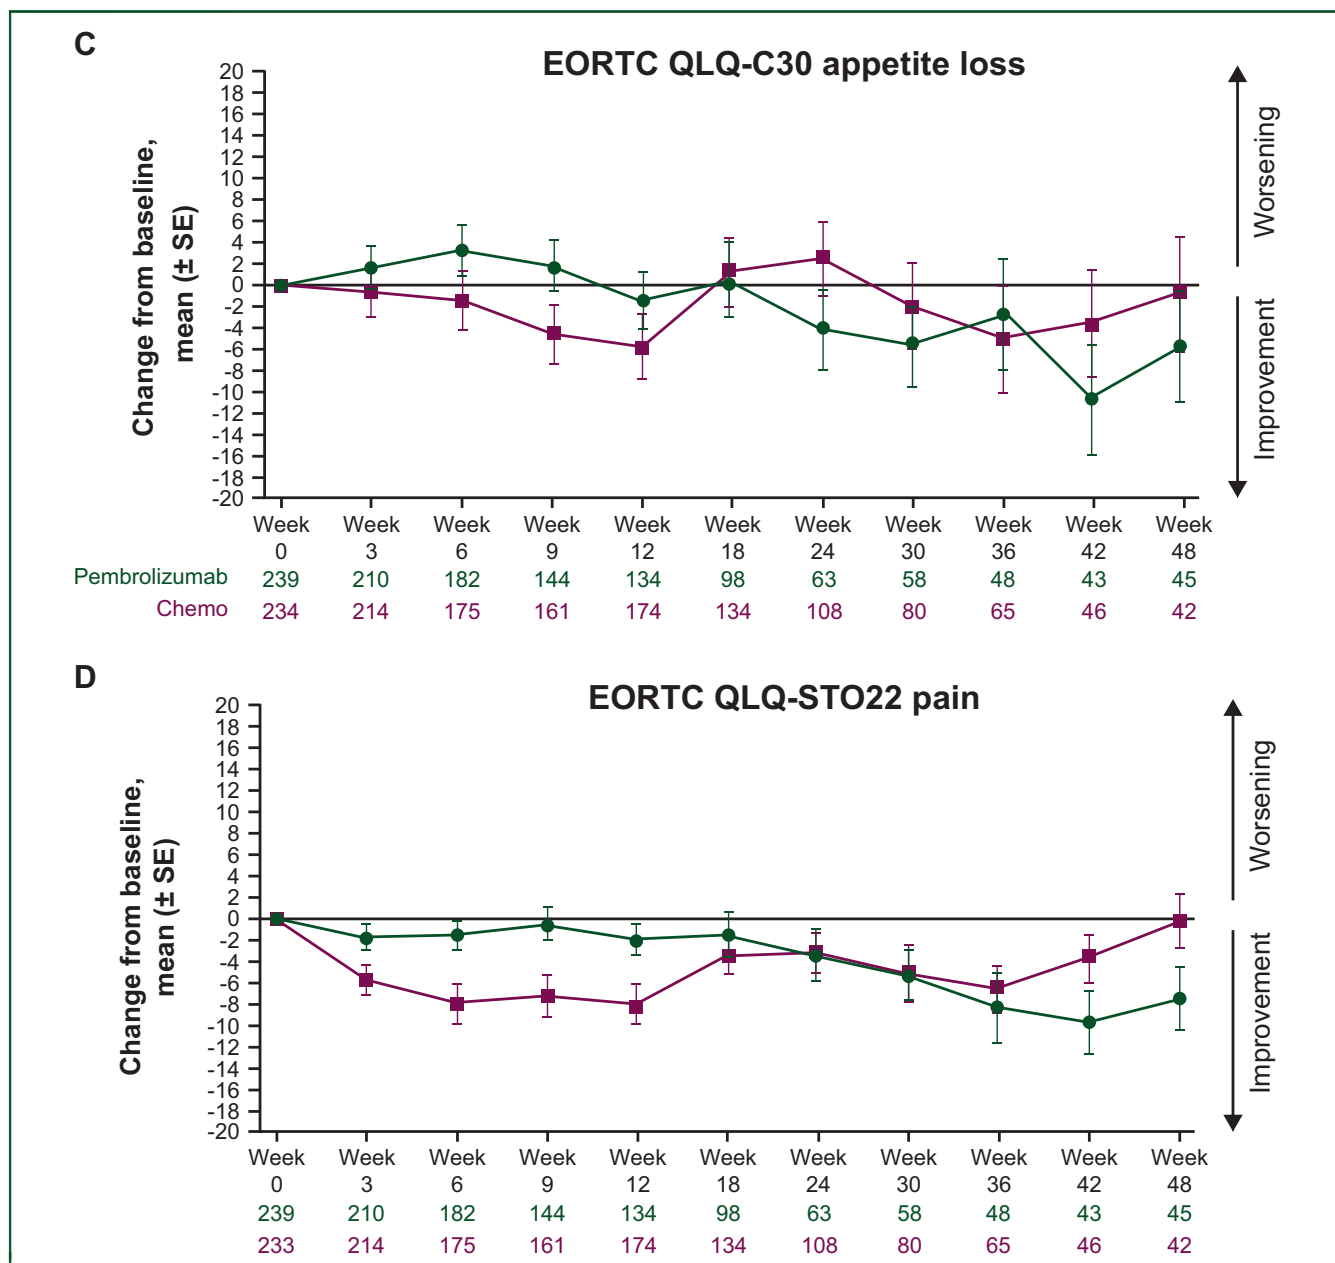 C
EORTC QLQ-C30 appetite loss
Change from baseline,
mean (± SE)
20
18
16
14
12
10
8
6
4
2
0
-2
-4
-6
-8
-10
-12
-14
-16
-18
-20
Worsening
Improvement
Week Week Week Week Week Week Week Week Week Week Week
0 3 6 9 12 18 24 30 36 42 48
Pembrolizumab 239 210 182 144 134 98 63 58 48 43 45
Chemo 234 214 175 161 174 134 108 80 65 46 42
D
EORTC QLQ-STO22 pain
Change from baseline,
mean (± SE)
20
18
16
14
12
10
8
6
4
2
0
-2
-4
-6
-8
-10
-12
-14
-16
-18
-20
Worsening
Improvement
Week Week Week Week Week Week Week Week Week Week Week
0 3 6 9 12 18 24 30 36 42 48
239 210 182 144 134 98 63 58 48 43 45
233 214 175 161 174 134 108 80 65 46 42